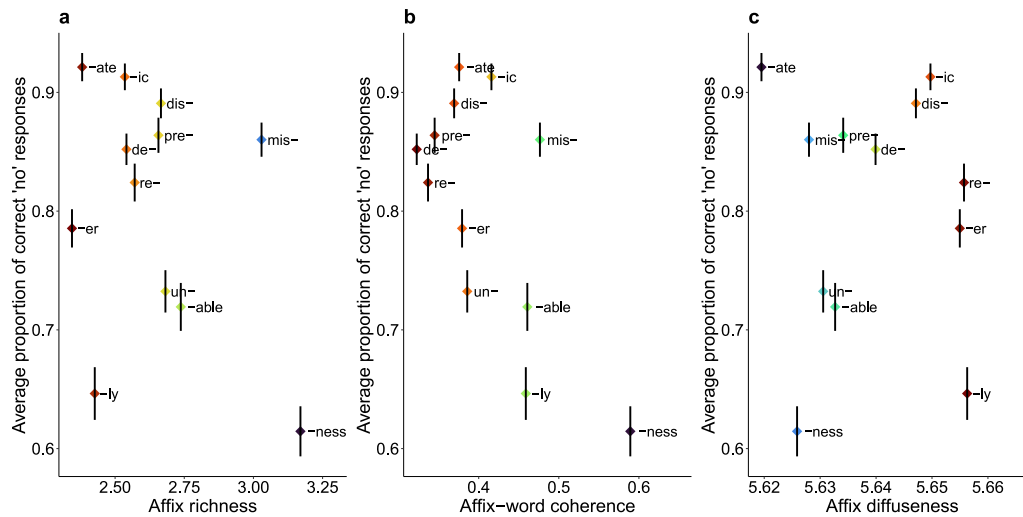 a
Average proportion of correct 'no' responses
0.9
0.8
0.7
0.6
−ate
−ic
dis−
pre−
mis−
de−
re−
−er
un−
−able
−ly
−ness
2.50 2.75 3.00 3.25
Affix richness
b
Average proportion of correct 'no' responses
0.9
0.8
0.7
0.6
−ate
−ic
dis−
pre−
mis−
de−
re−
−er
un−
−able
−ly
−ness
0.4 0.5 0.6
Affix−word coherence
c
Average proportion of correct 'no' responses
0.9
0.8
0.7
0.6
−ate
−ic
dis−
mis−
pre−
de−
re−
−er
un−
−able
−ly
−ness
5.62 5.63 5.64 5.65 5.66
Affix diffuseness